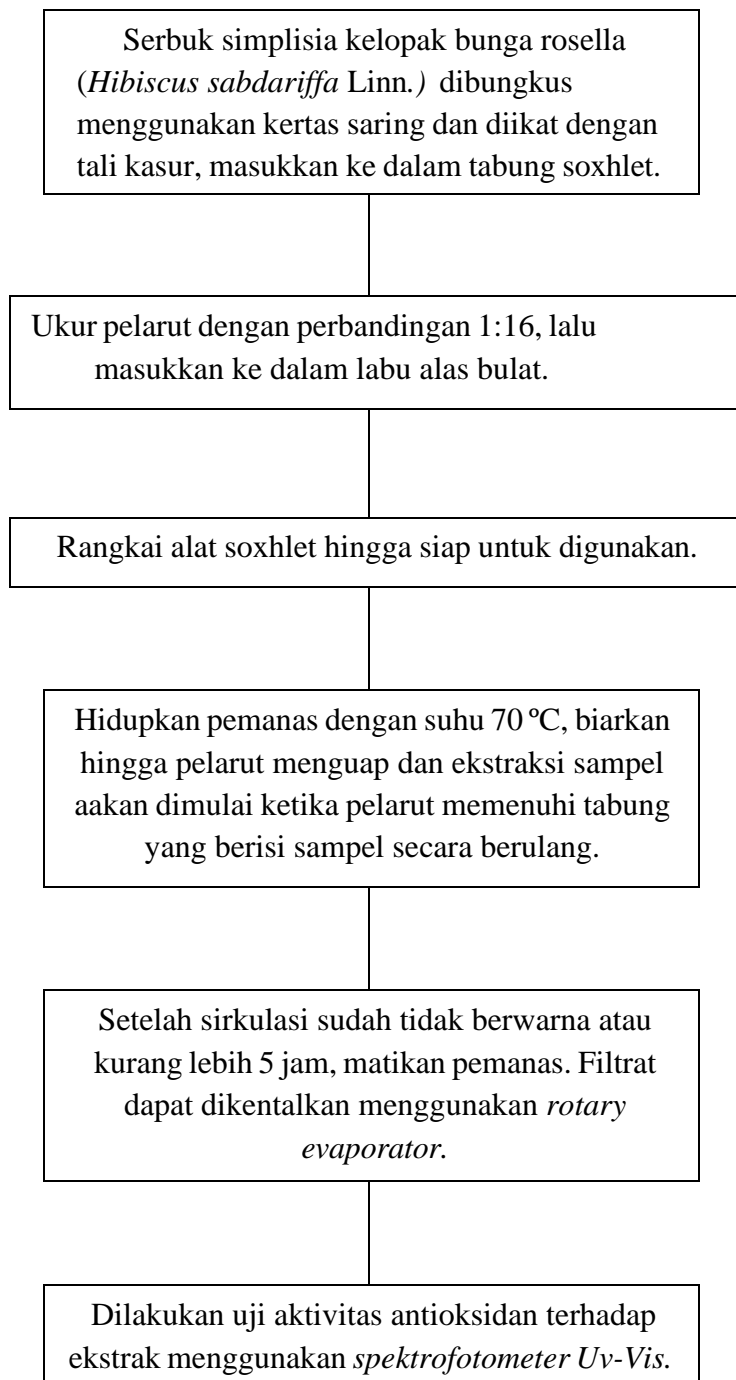 Serbuk simplisia kelopak bunga rosella
(Hibiscus sabdariffa Linn.) dibungkus
menggunakan kertas saring dan diikat dengan
tali kasur, masukkan ke dalam tabung soxhlet.
Ukur pelarut dengan perbandingan 1:16, lalu
masukkan ke dalam labu alas bulat.
Rangkai alat soxhlet hingga siap untuk digunakan.
Hidupkan pemanas dengan suhu 70 ºC, biarkan
hingga pelarut menguap dan ekstraksi sampel
aakan dimulai ketika pelarut memenuhi tabung
yang berisi sampel secara berulang.
Setelah sirkulasi sudah tidak berwarna atau
kurang lebih 5 jam, matikan pemanas. Filtrat
dapat dikentalkan menggunakan rotary
evaporator.
Dilakukan uji aktivitas antioksidan terhadap
ekstrak menggunakan spektrofotometer Uv-Vis.